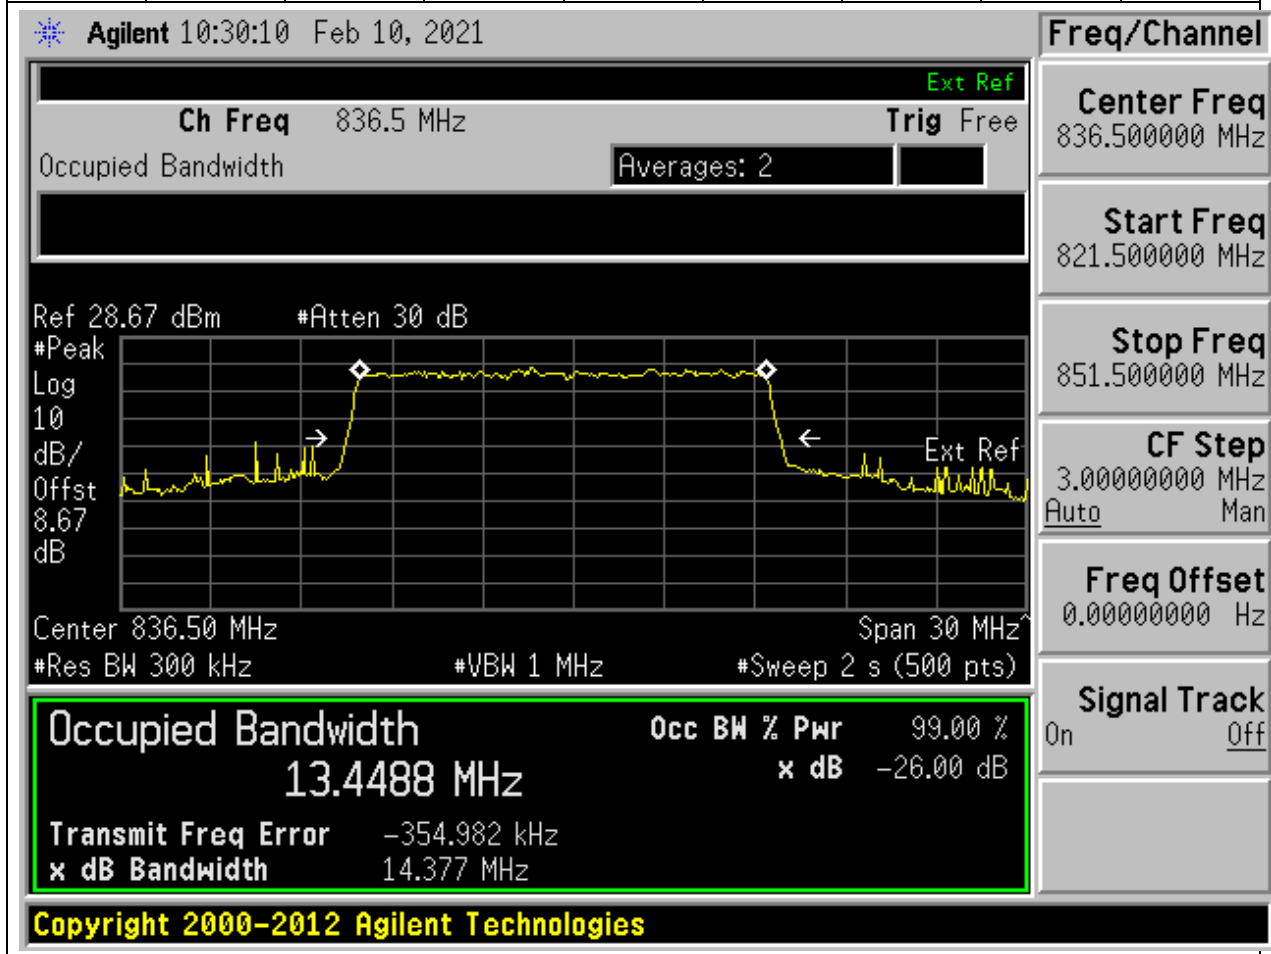 Agilent 10:30:10 Feb 10, 2021
Freq/Channel
Ext Ref
Ch Freq 836.5 MHz Trig Free
Occupied Bandwidth Averages: 2
Center Freq
836.500000 MHz
Start Freq
821.500000 MHz
Stop Freq
851.500000 MHz
CF Step
3.00000000 MHz
Auto Man
Freq Offset
0.00000000 Hz
Signal Track
On Off
Ref 28.67 dBm #Atten 30 dB
#Peak
Log
10
dB/
Offst
8.67
dB
Ext Ref
Center 836.50 MHz Span 30 MHz^
#Res BW 300 kHz #VBW 1 MHz #Sweep 2 s (500 pts)
Occupied Bandwidth
13.4488 MHz
Occ BW % Pwr 99.00 %
x dB -26.00 dB
Transmit Freq Error -354.982 kHz
x dB Bandwidth 14.377 MHz
Copyright 2000-2012 Agilent Technologies